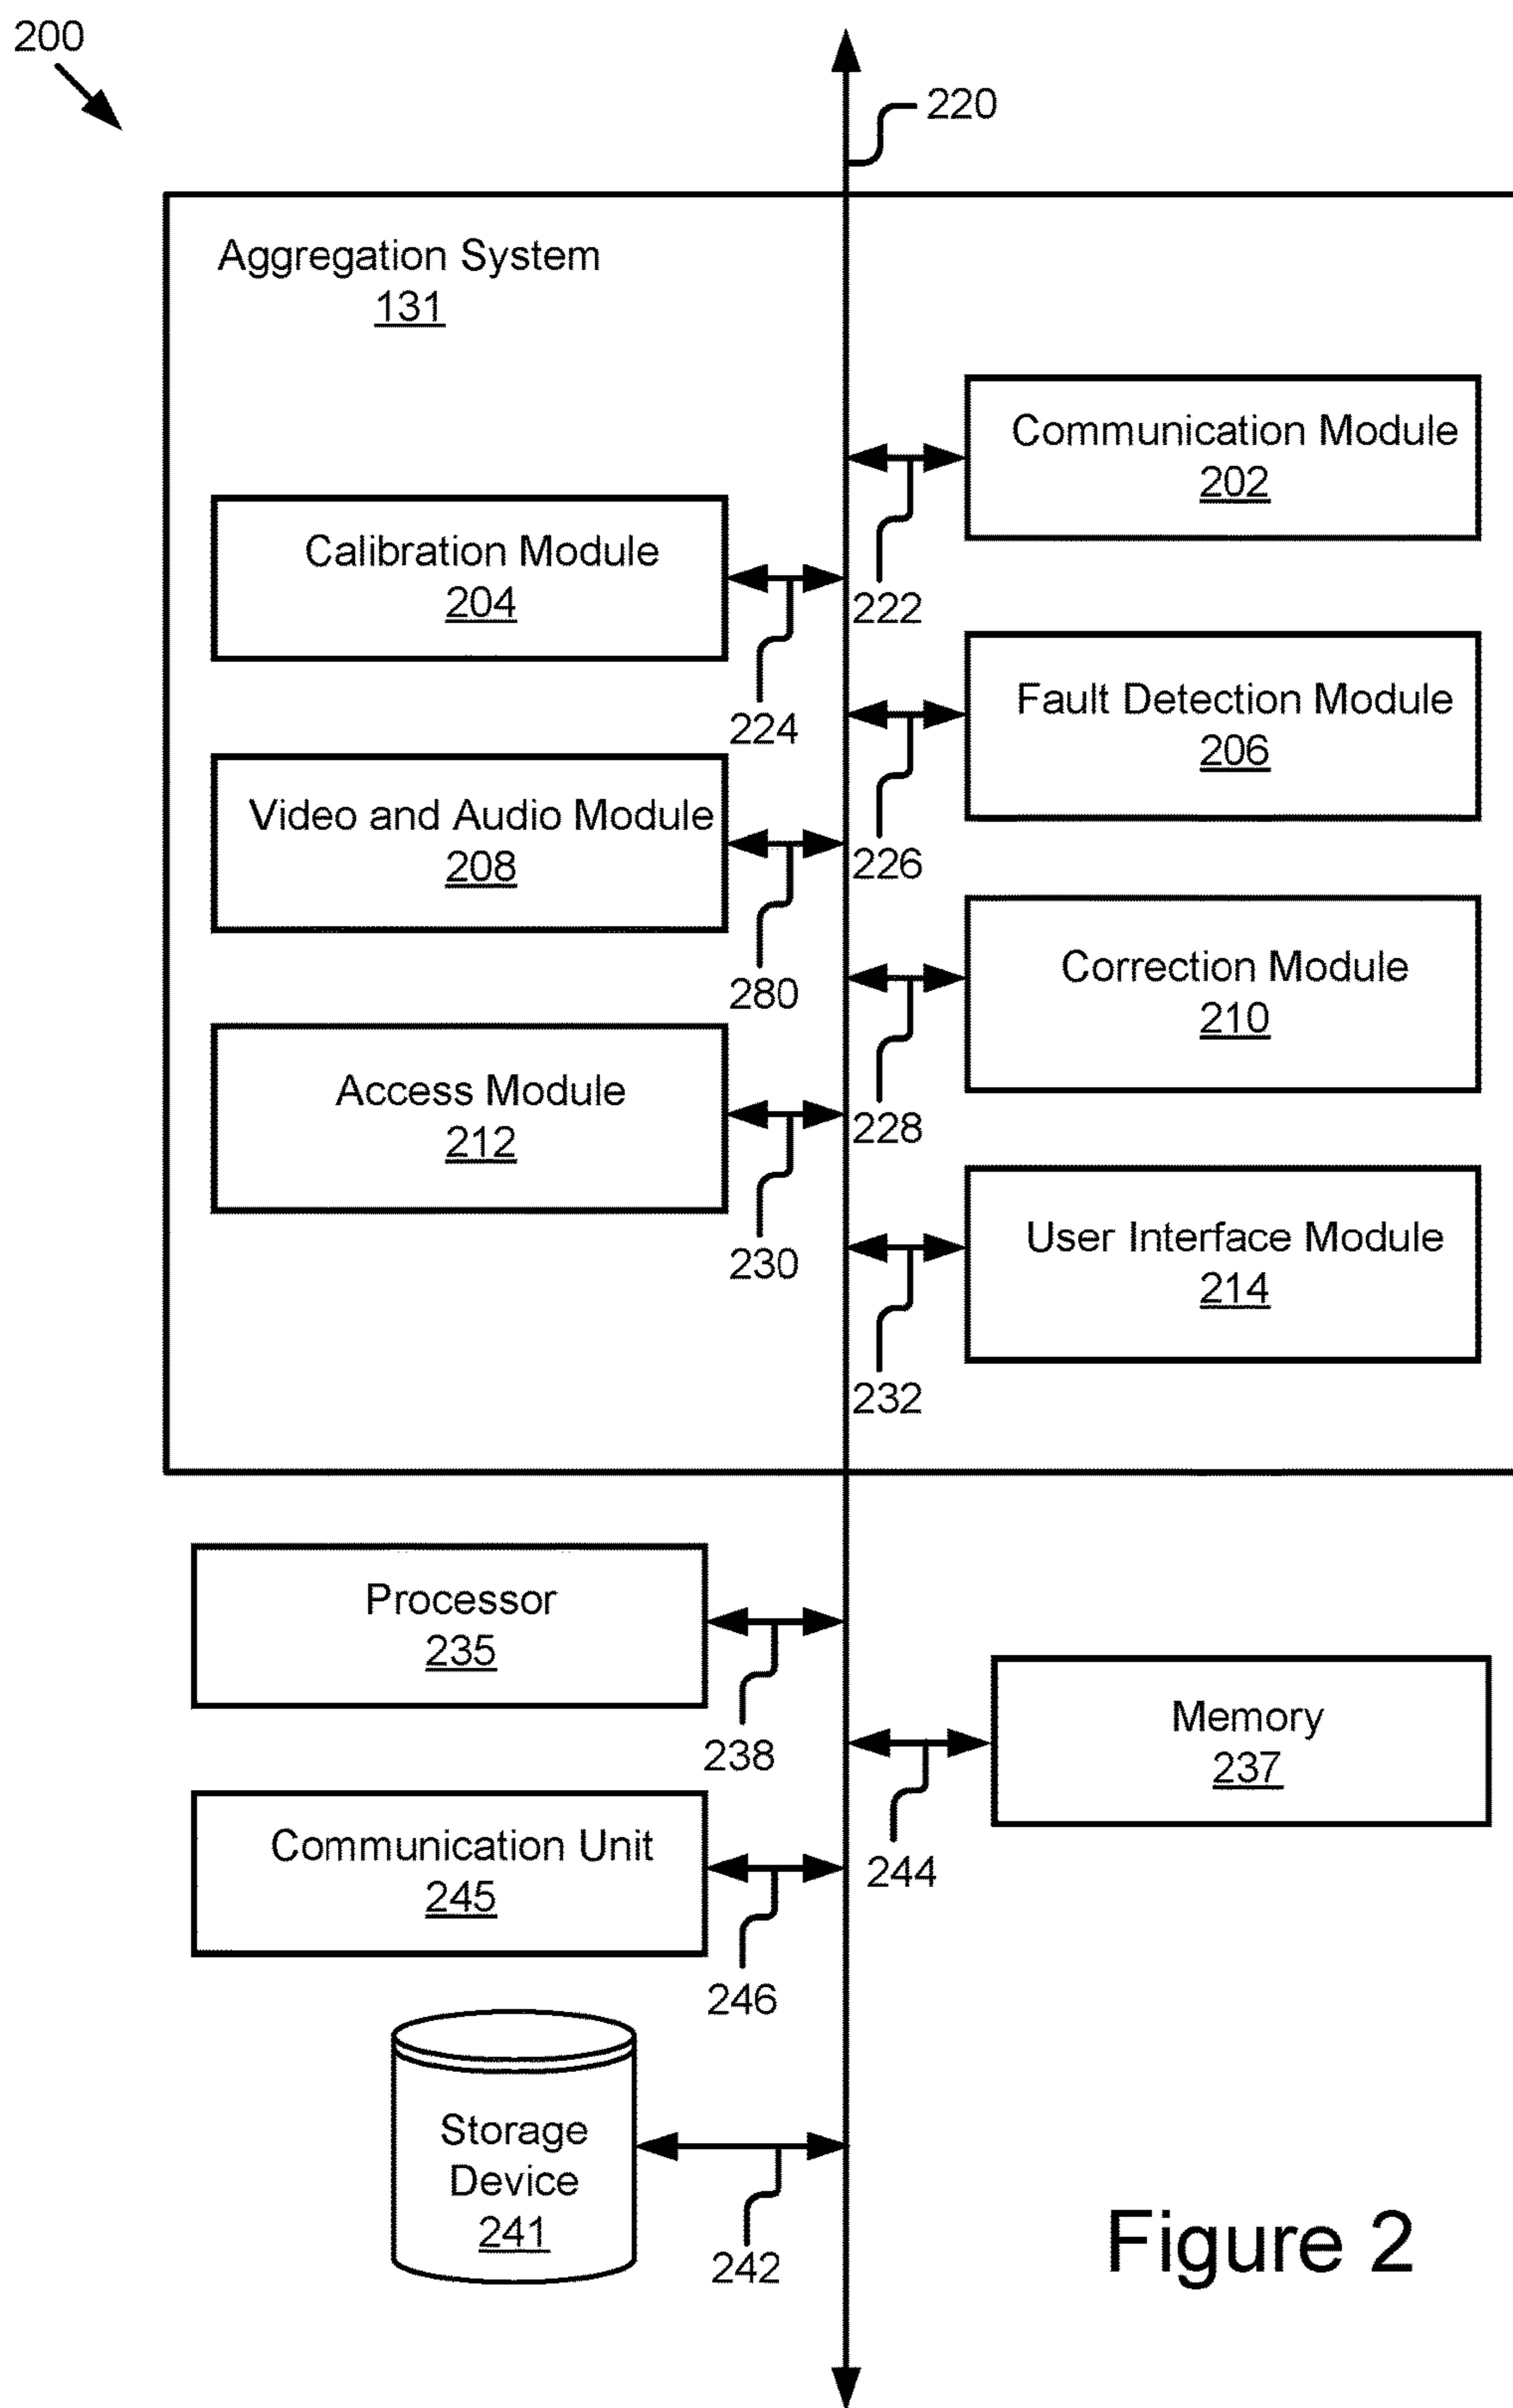 200
220
Aggregation System
131
Communication Module
202
Calibration Module
204
222
224
Fault Detection Module
206
Video and Audio Module
208
226
280
Correction Module
210
Access Module
212
228
230
User Interface Module
214
232
Processor
235
238
Memory
237
Communication Unit
245
244
246
Storage
Device
241
242
Figure 2